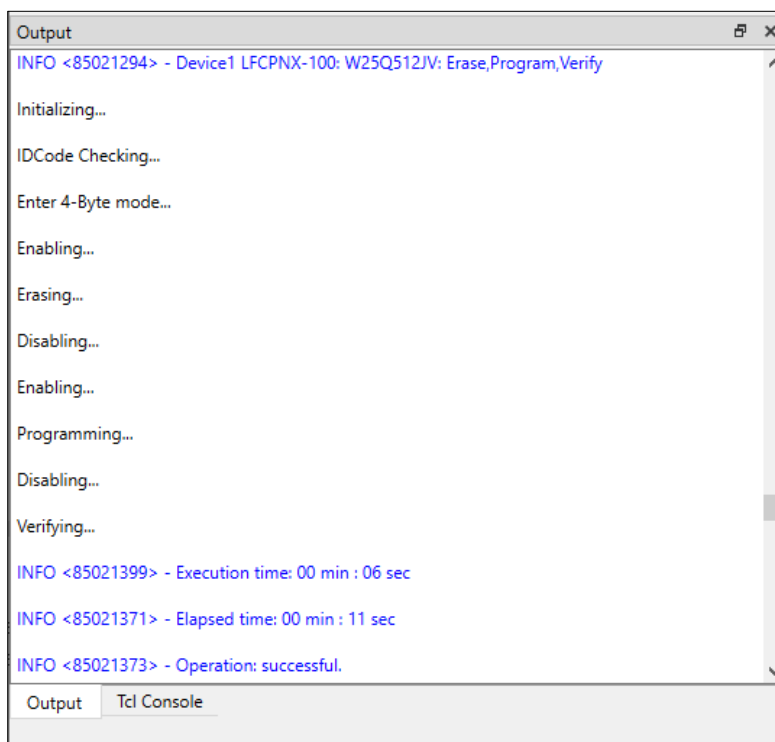 Output
INFO <85021294> - Device1 LFCPNX-100: W25Q512JV: Erase,Program,Verify
Initializing...
IDCode Checking...
Enter 4-Byte mode...
Enabling...
Erasing...
Disabling...
Enabling...
Programming...
Disabling...
Verifying...
INFO <85021399> - Execution time: 00 min : 06 sec
INFO <85021371> - Elapsed time: 00 min : 11 sec
INFO <85021373> - Operation: successful.
Output Tcl Console